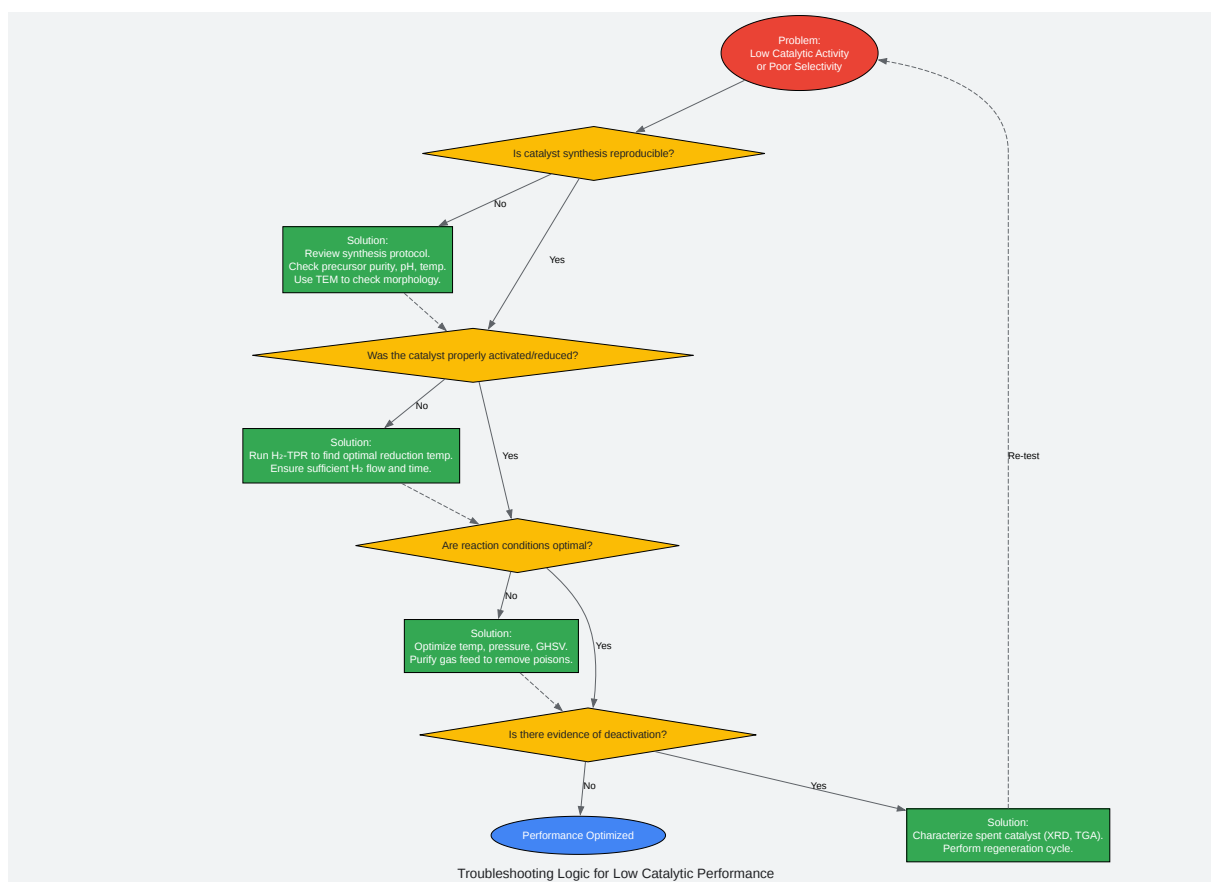 Problem:
Low Catalytic Activity
or Poor Selectivity
Is catalyst synthesis reproducible?
No
Solution:
Review synthesis protocol.
Check precursor purity, pH, temp.
Use TEM to check morphology.
Yes
Was the catalyst properly activated/reduced?
No
Solution:
Run H₂-TPR to find optimal reduction temp.
Ensure sufficient H₂ flow and time.
Yes
Re-test
Are reaction conditions optimal?
No
Solution:
Optimize temp, pressure, GHSV.
Purify gas feed to remove poisons.
Yes
Is there evidence of deactivation?
No
Yes
Performance Optimized
Solution:
Characterize spent catalyst (XRD, TGA).
Perform regeneration cycle.
Troubleshooting Logic for Low Catalytic Performance